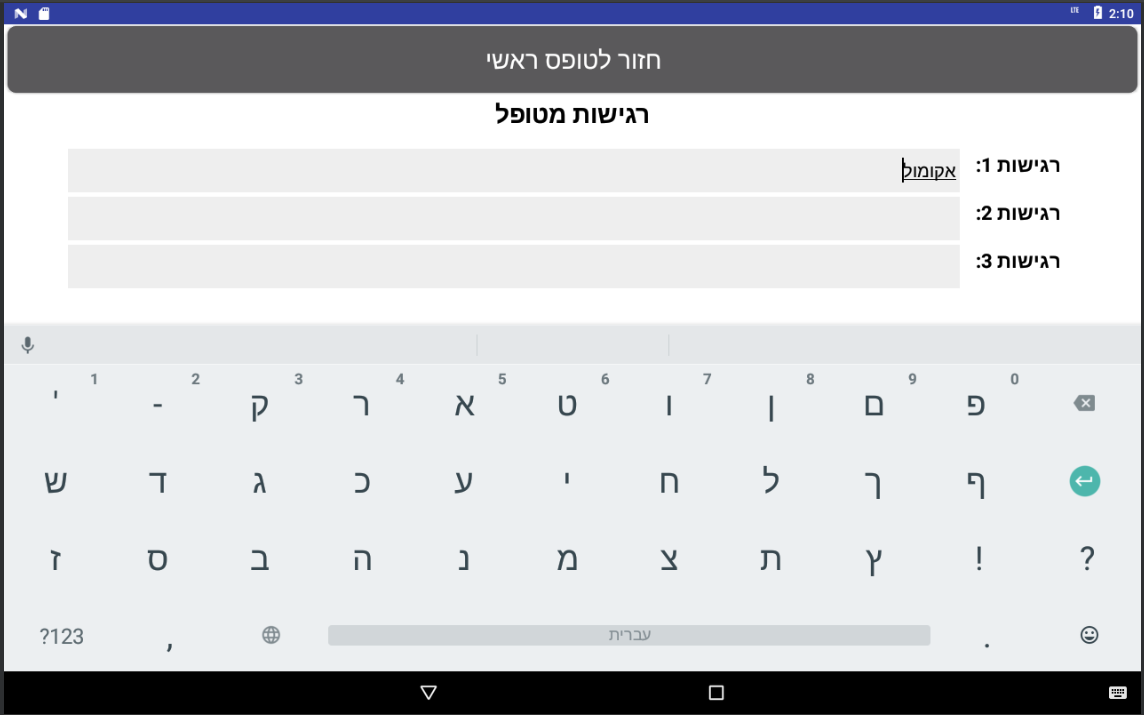 LTE 2:10
חזור לטופס ראשי
רגישות מטופל
רגישות 1: אקומול
רגישות 2:
רגישות 3:
1 2 3 4 5 6 7 8 9 0
' - ק ר א ט ו ן ם פ
ש ד ג כ ע י ח ל ך ף
ז ס ב ה נ מ צ ת ץ ! ?
?123 , עברית .